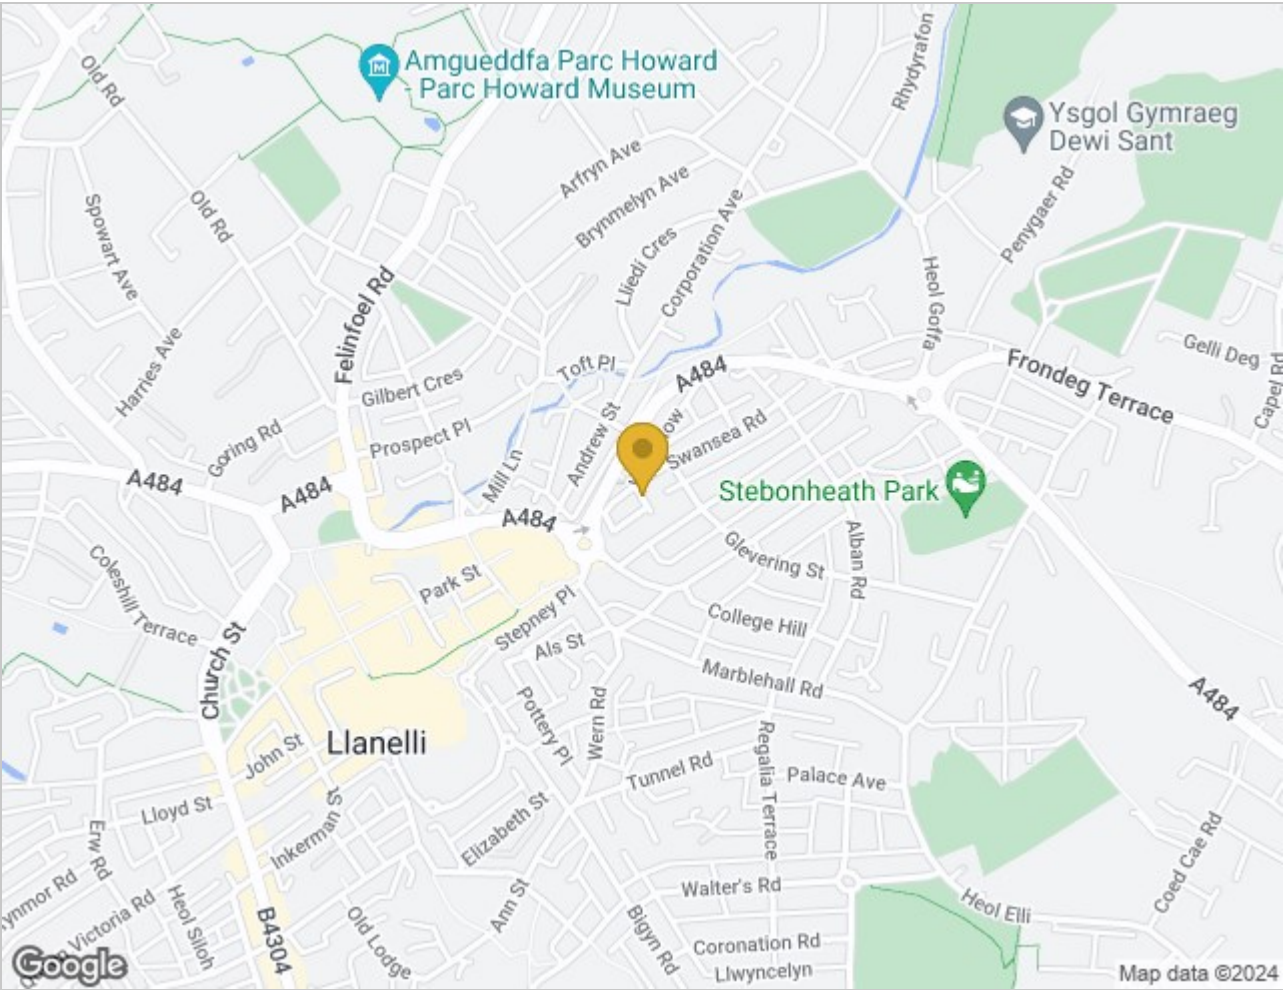 Old Rd
Amgueddfa Parc Howard
- Parc Howard Museum
Rhydyrafon
Ysgol Gymraeg
Dewi Sant
Arfryn Ave
Brynmelyn Ave
Old Rd
Spowart Ave
Penygaer Rd
Corporation Ave
Lliedi Cres
Heol Goffa
Felinfoel Rd
Harries Ave
Gelli Deg
Capel Rd
Toft Pl
A484
Frondeg Terrace
Gilbert Cres
Andrew St
ow
Swansea Rd
Goring Rd
Prospect Pl
Mill Ln
A484
A484
A484
Stebonheath Park
Alban Rd
Glevering St
Coleshill Terrace
Park St
Stepney Pl
Als St
College Hill
Church St
Marblehall Rd
A484
Pottery Pl
Wern Rd
Regalia Terrace
Llanelli
John St
Tunnel Rd
Palace Ave
Lloyd St
Inkerman St
Elizabeth St
Erw Rd
Coed Cae Rd
Walter's Rd
ynmor Rd
Victoria Rd
Heol Siloh
B4304
Old Lodge
Ann St
Bigyn Rd
Heol Elli
Coronation Rd
Llwyncelyn
Google
Map data ©2024